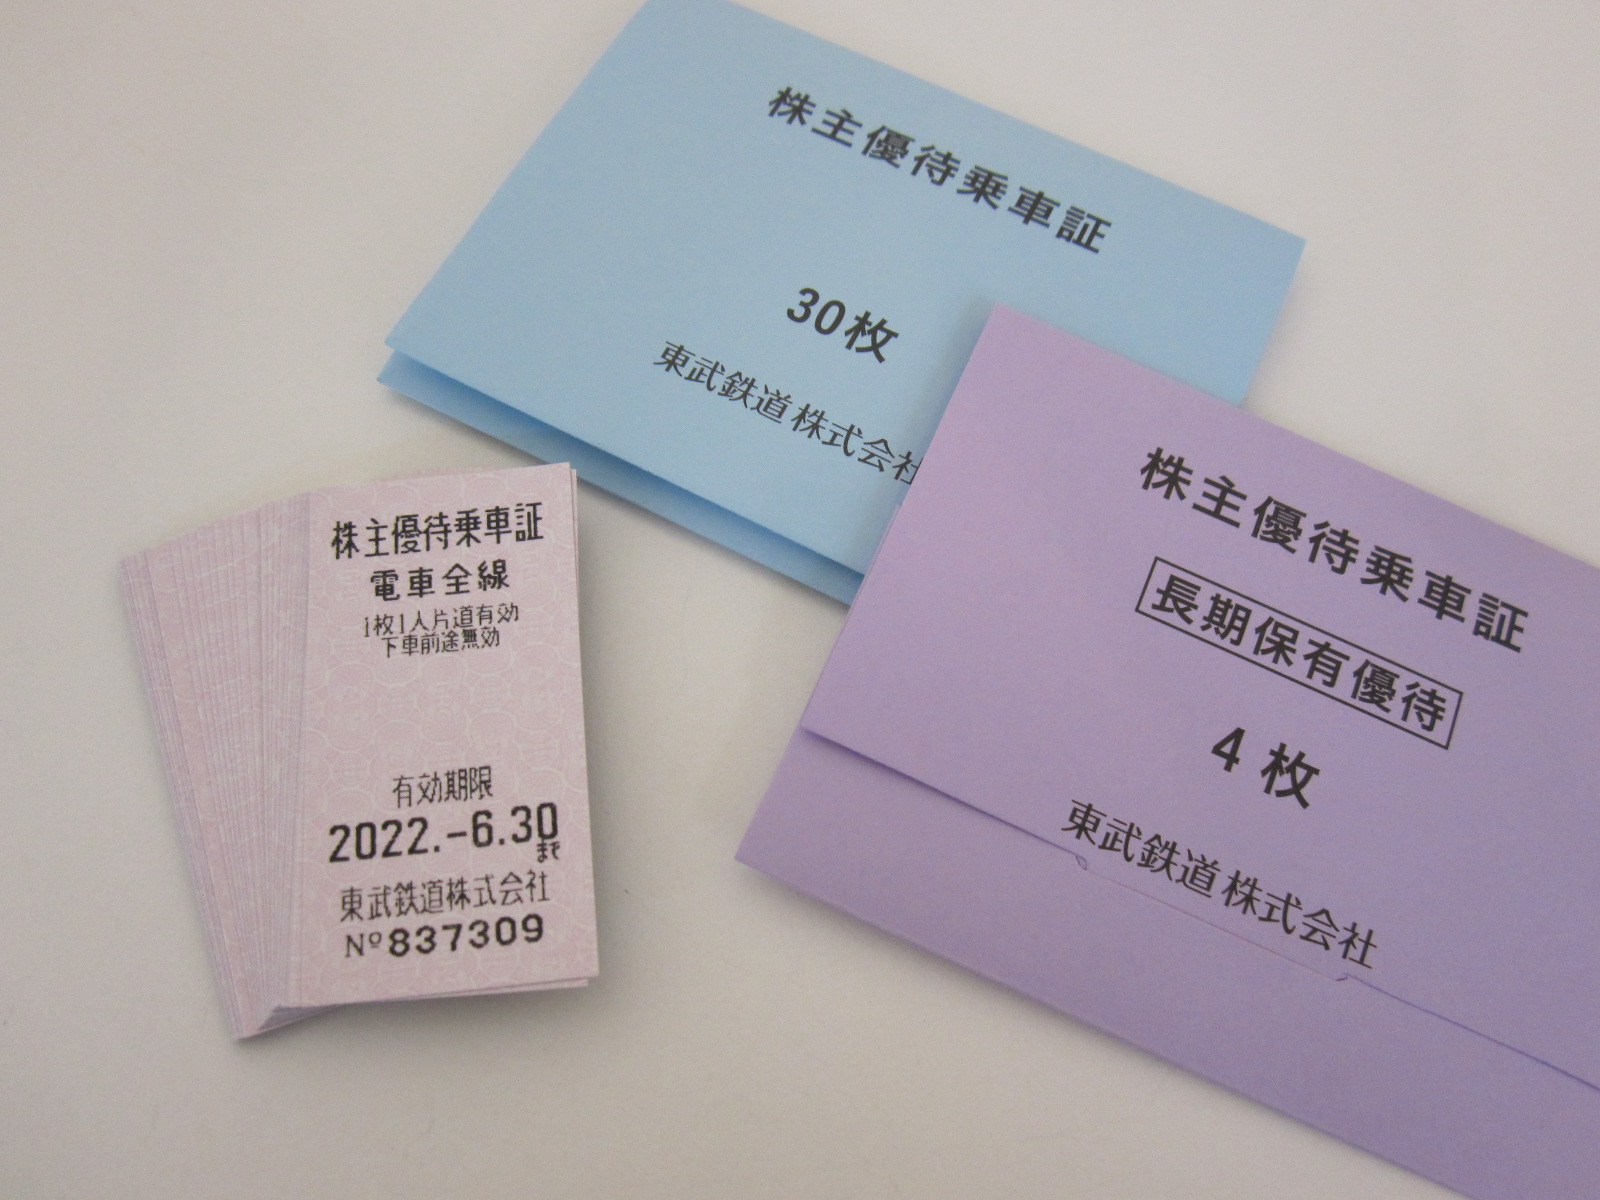 株主優待乗車証
30枚
東武鉄道株式会社
株主優待乗車証
長期保有優待
4枚
東武鉄道株式会社
株主優待乗車証
電車全線
1枚1人片道有効
下車前途無効
有効期限
2022.-6.30まで
東武鉄道株式会社
Nº837309